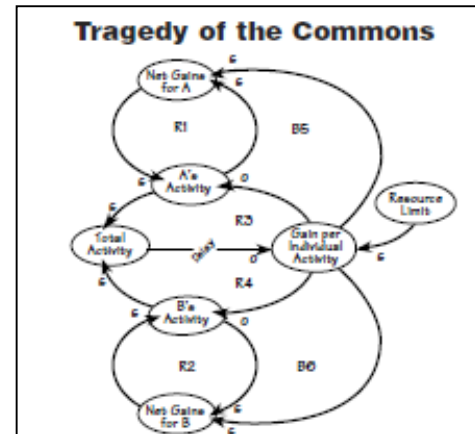 Tragedy of the Commons
s
Net Gains
for A
s
R1
B5
s
A's
Activity
o
s
Resource
Limit
R3
Total
Activity
Delay
o
Gain per
Individual
Activity
s
R4
s
s
B's
Activity
o
R2
B6
s
Net Gains
for B
s